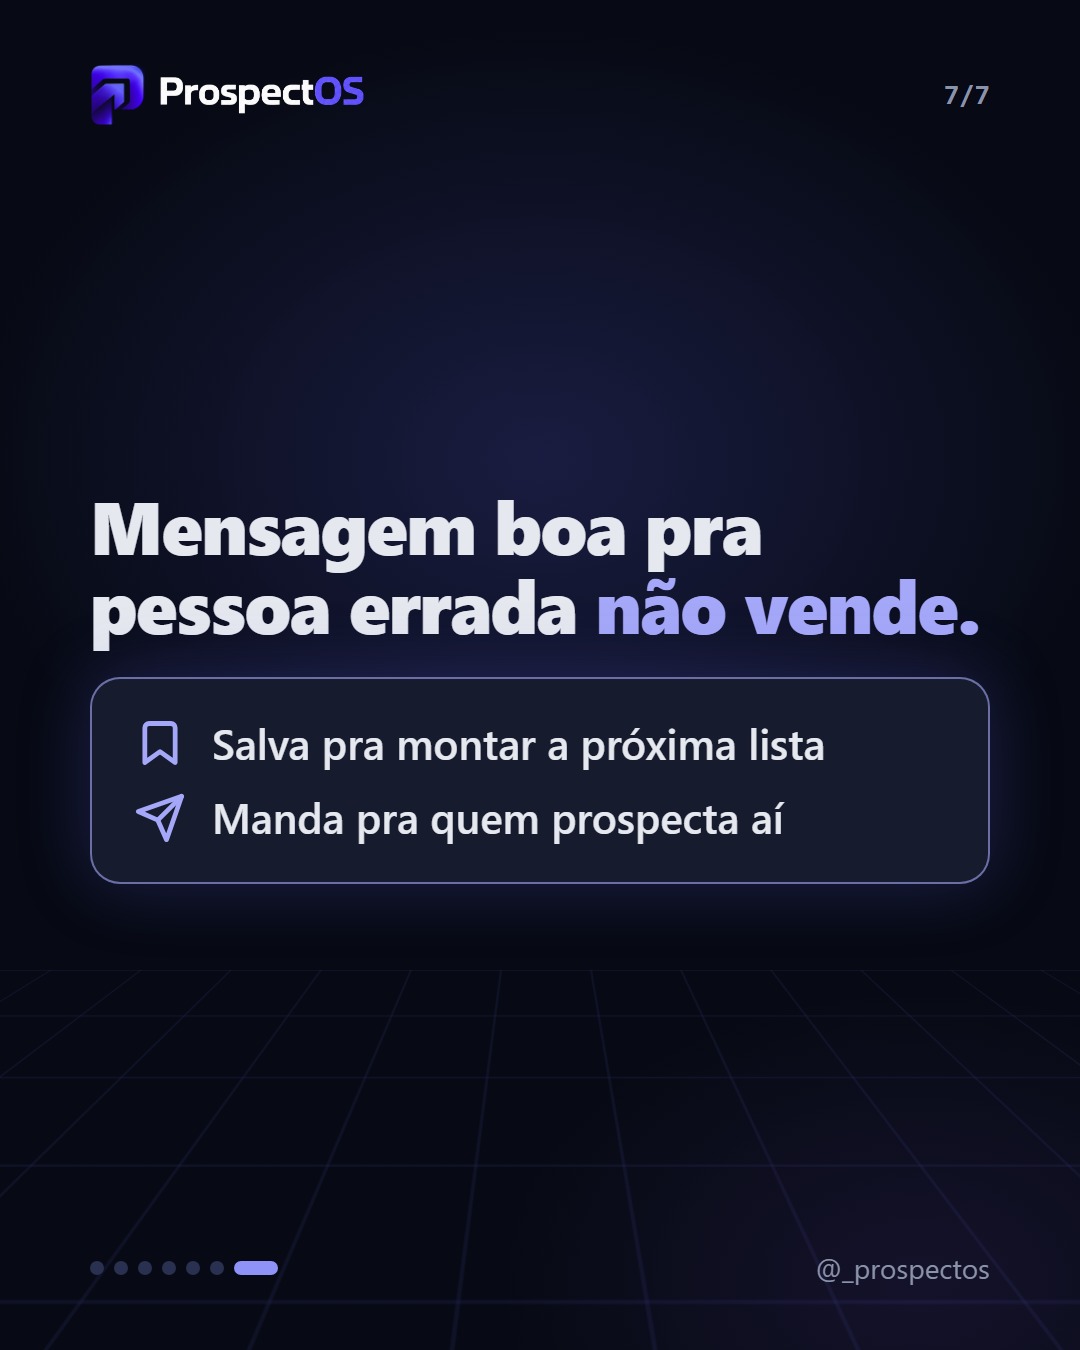 ProspectOS
7/7
Mensagem boa pra
pessoa errada não vende.
Salva pra montar a próxima lista
Manda pra quem prospecta aí
@_prospectos